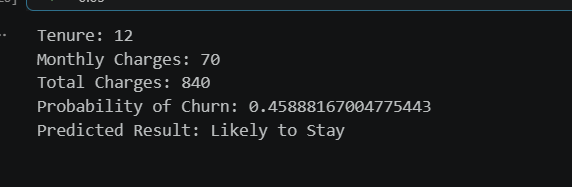 Tenure: 12
Monthly Charges: 70
Total Charges: 840
Probability of Churn: 0.45888167004775443
Predicted Result: Likely to Stay